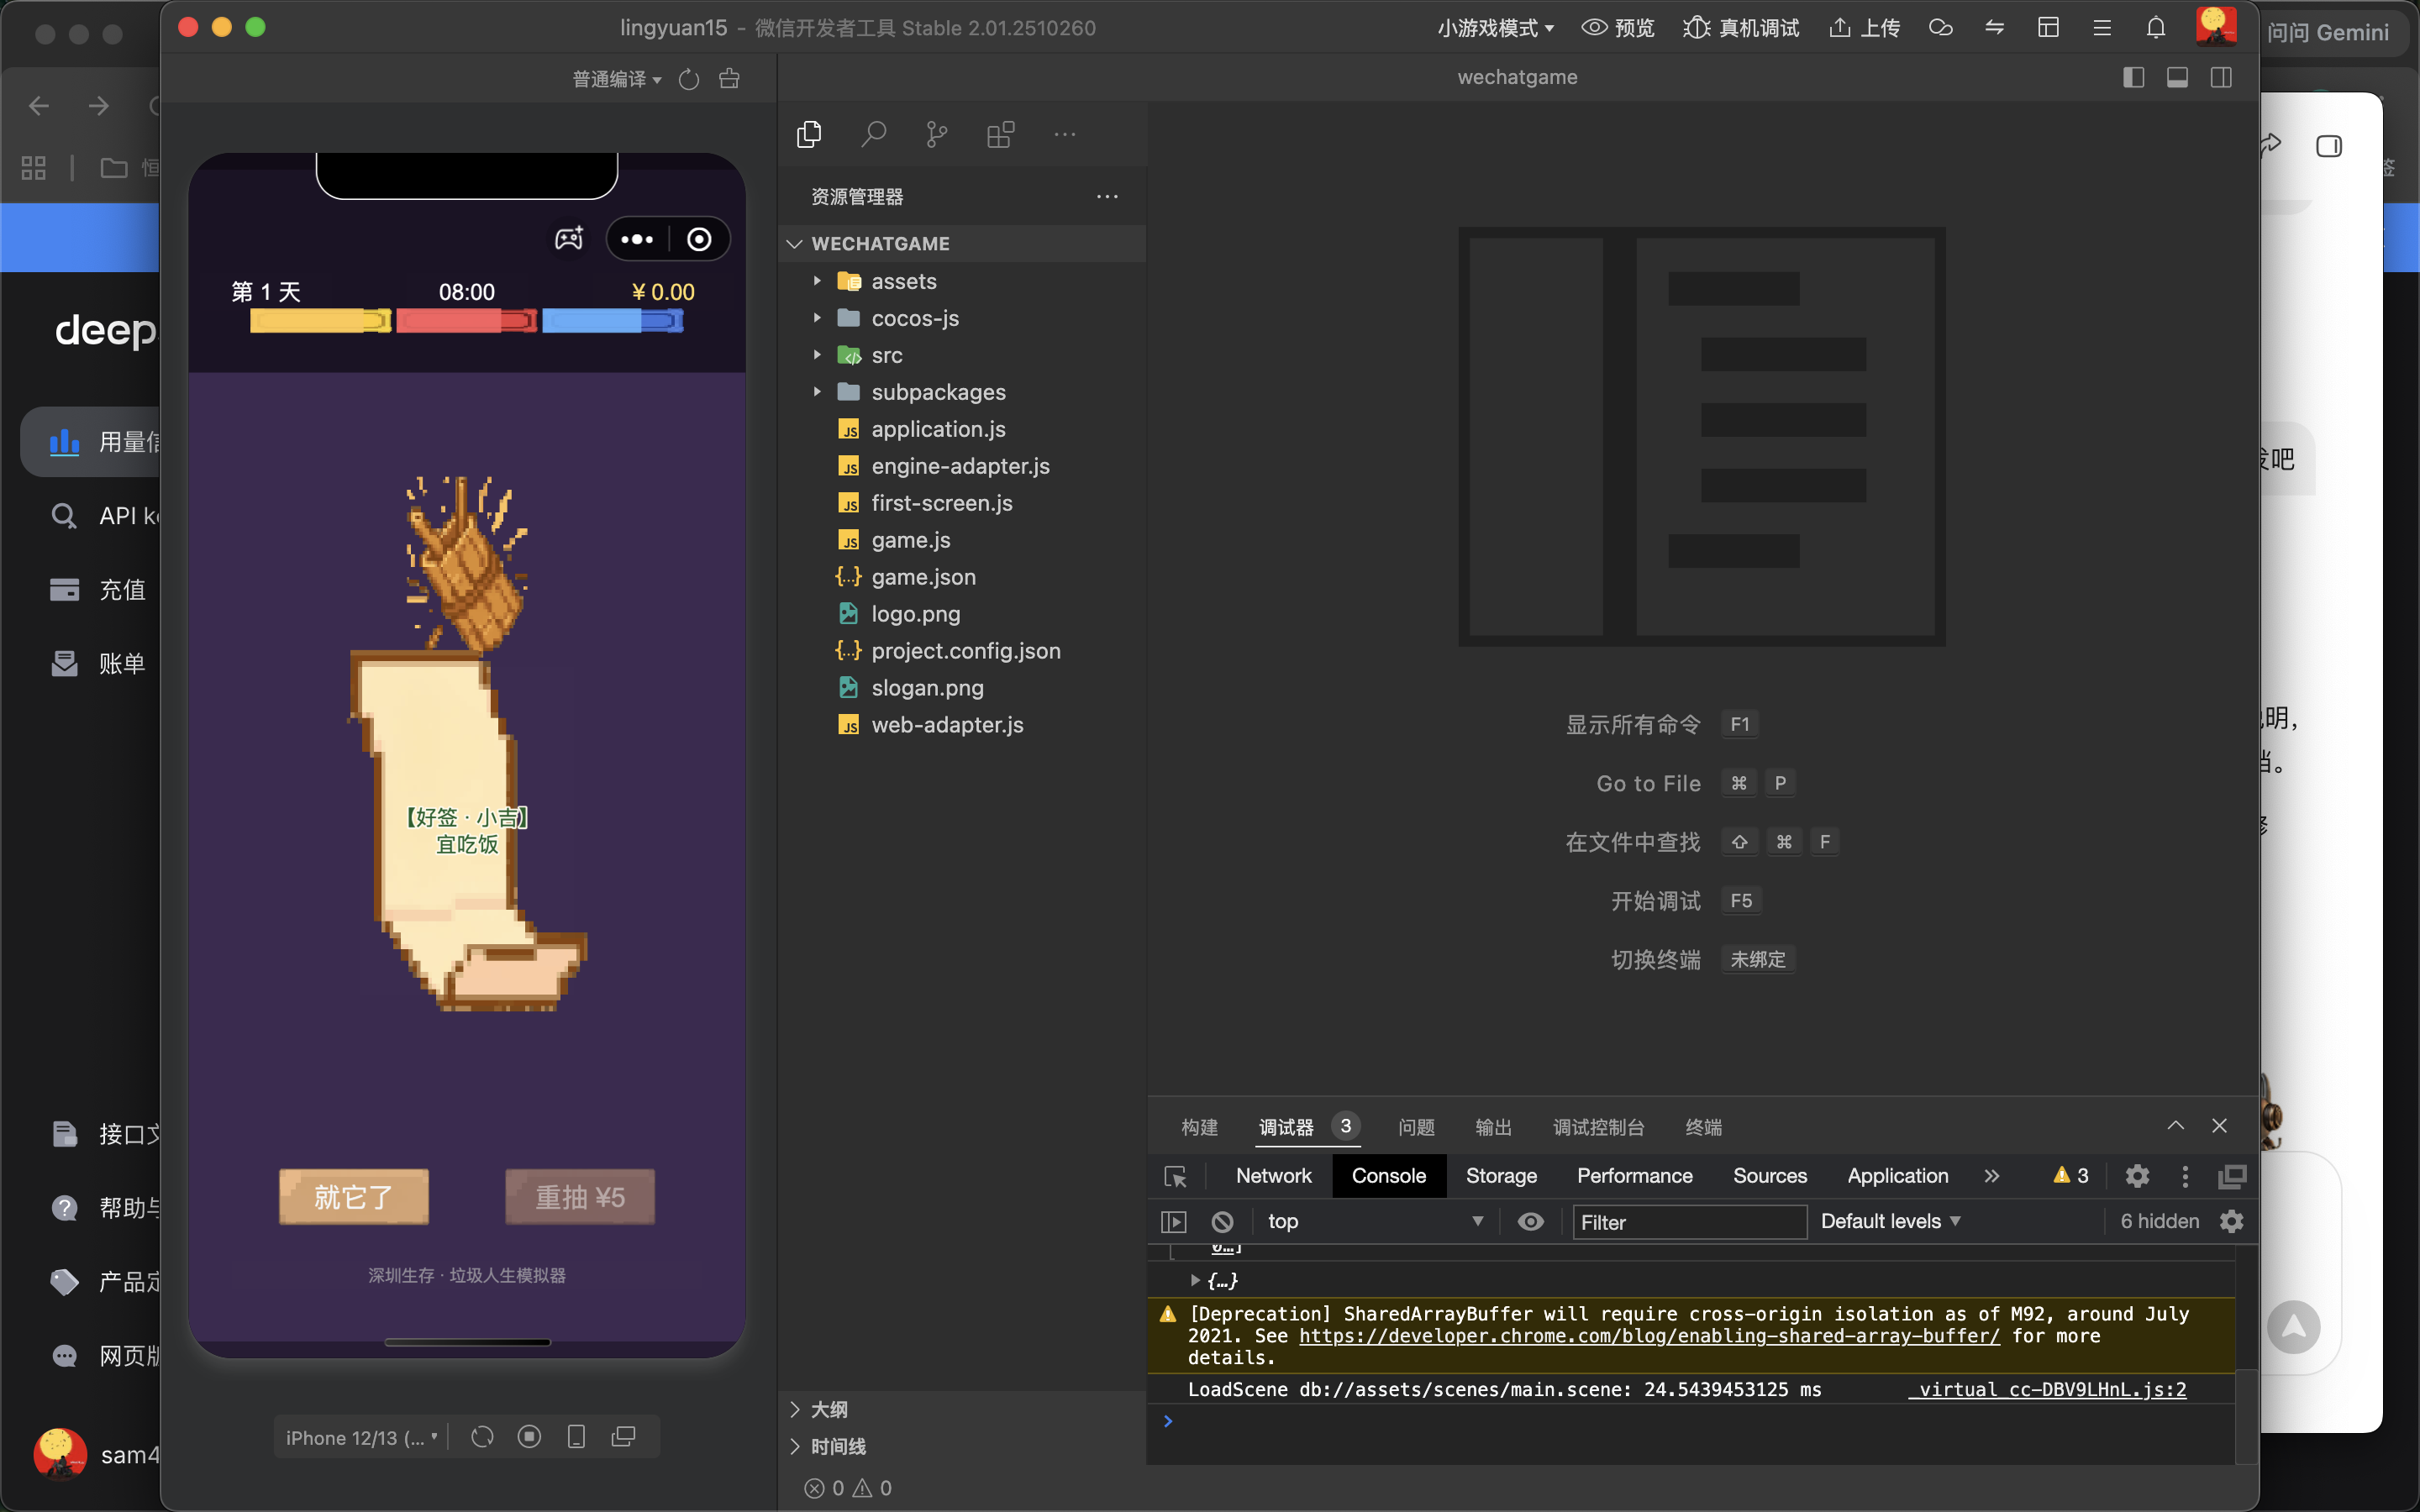 lingyuan15 - 微信开发者工具 Stable 2.01.2510260
小游戏模式
预览
真机调试
上传
问问 Gemini
普通编译
wechatgame
恒
deep
用量信
API ke
充值
账单
接口文
帮助与
产品定
网页版
sam4
第 1 天
08:00
¥ 0.00
【好签 · 小吉】
宜吃饭
就它了
重抽 ¥5
深圳生存 · 垃圾人生模拟器
iPhone 12/13 (...
资源管理器
WECHATGAME
assets
cocos-js
src
subpackages
application.js
engine-adapter.js
first-screen.js
game.js
game.json
logo.png
project.config.json
slogan.png
web-adapter.js
大纲
时间线
0
0
显示所有命令 F1
Go to File ⌘ P
在文件中查找 ⇧ ⌘ F
开始调试 F5
切换终端 未绑定
构建
调试器 3
问题
输出
调试控制台
终端
Network
Console
Storage
Performance
Sources
Application
3
top
Filter
Default levels
6 hidden
{…}
[Deprecation] SharedArrayBuffer will require cross-origin isolation as of M92, around July
2021. See https://developer.chrome.com/blog/enabling-shared-array-buffer/ for more
details.
LoadScene db://assets/scenes/main.scene: 24.5439453125 ms
_virtual_cc-DBV9LHnL.js:2
签
发吧
明,
。